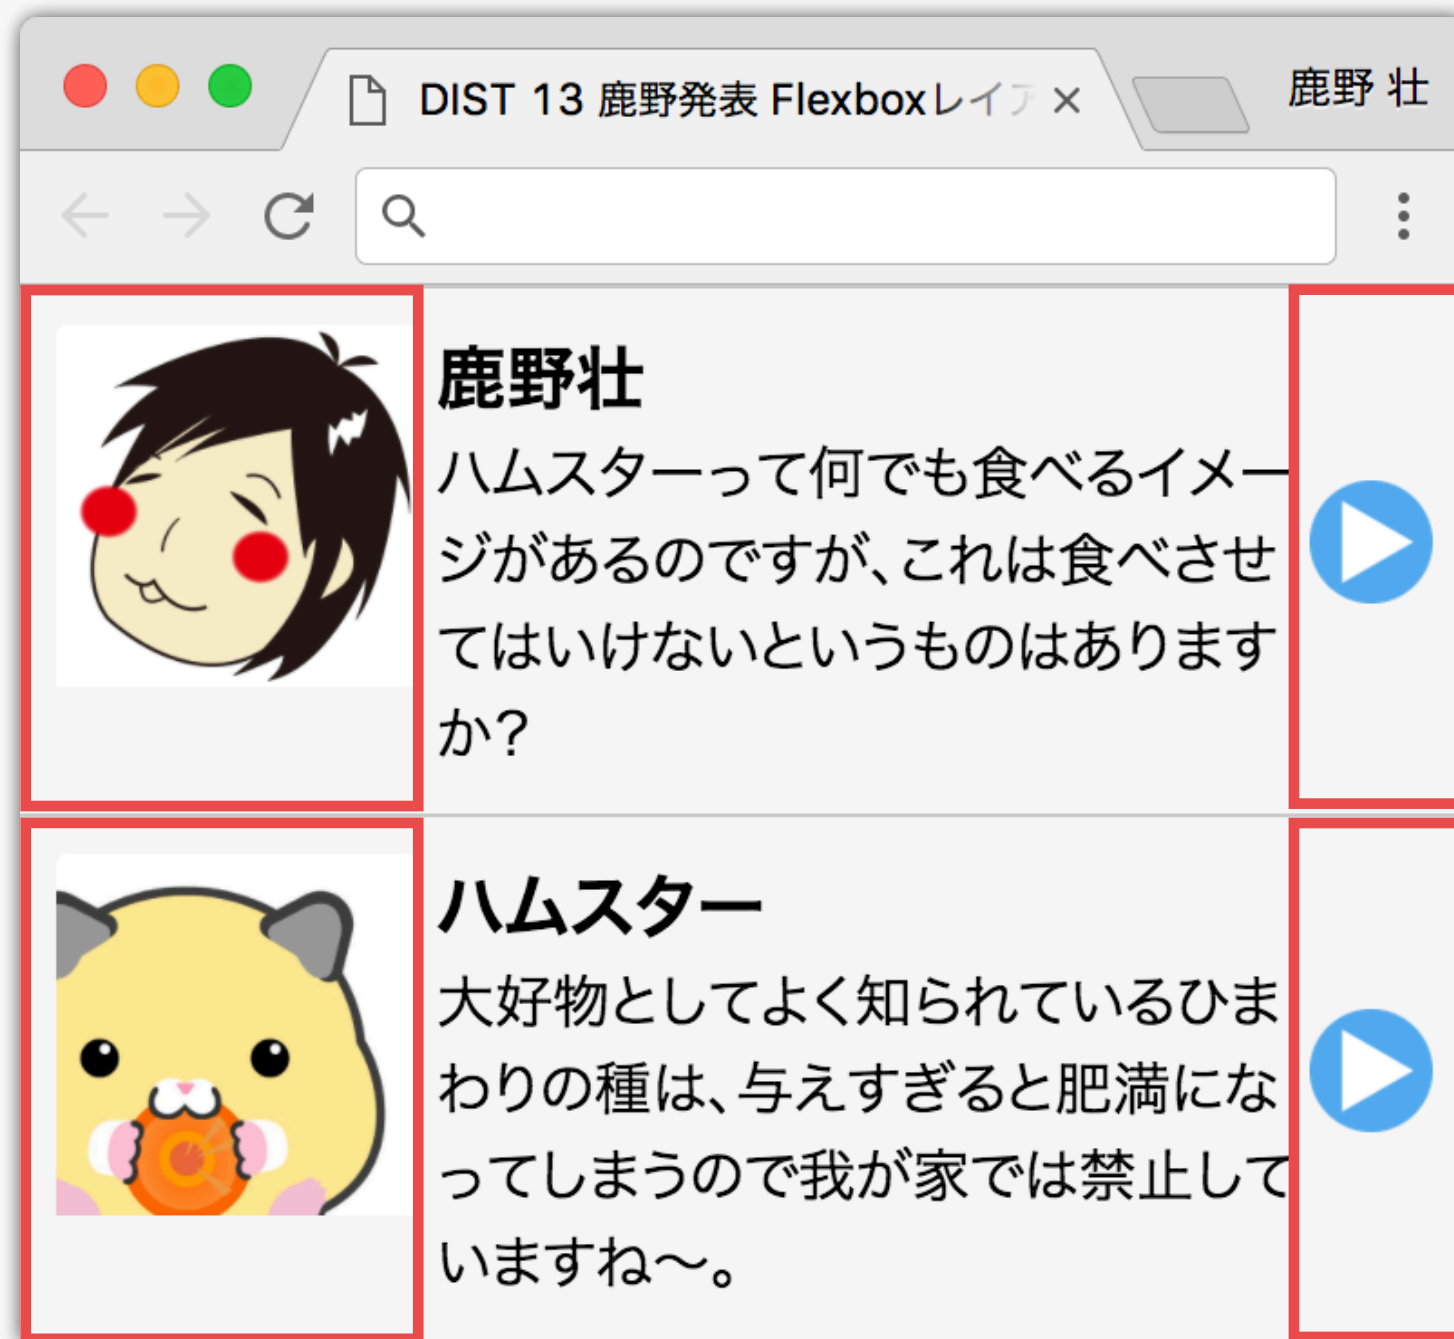 DIST 13 鹿野発表 Flexboxレイア
鹿野 壮
鹿野壮
ハムスターって何でも食べるイメー
ジがあるのですが、これは食べさせ
てはいけないというものはあります
か？
ハムスター
大好物としてよく知られているひま
わりの種は、与えすぎると肥満にな
ってしまうので我が家では禁止して
いますね〜。